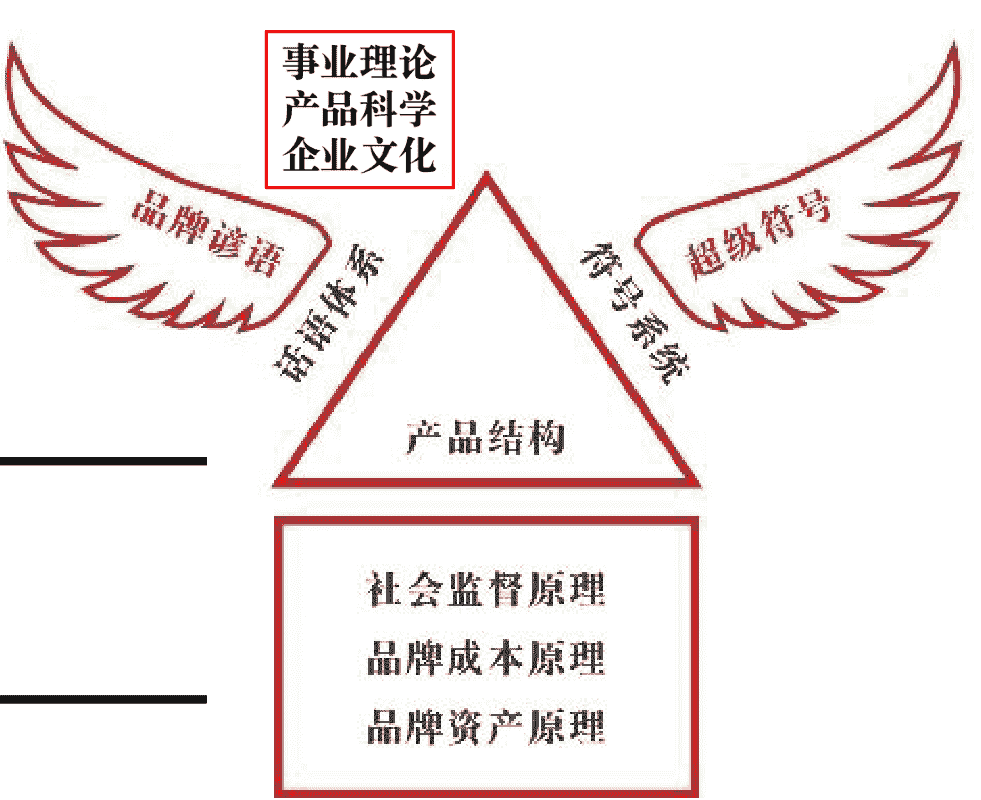 事业理论
产品科学
企业文化
品牌谚语
超级符号
话语体系
符号系统
产品结构
社会监督原理
品牌成本原理
品牌资产原理